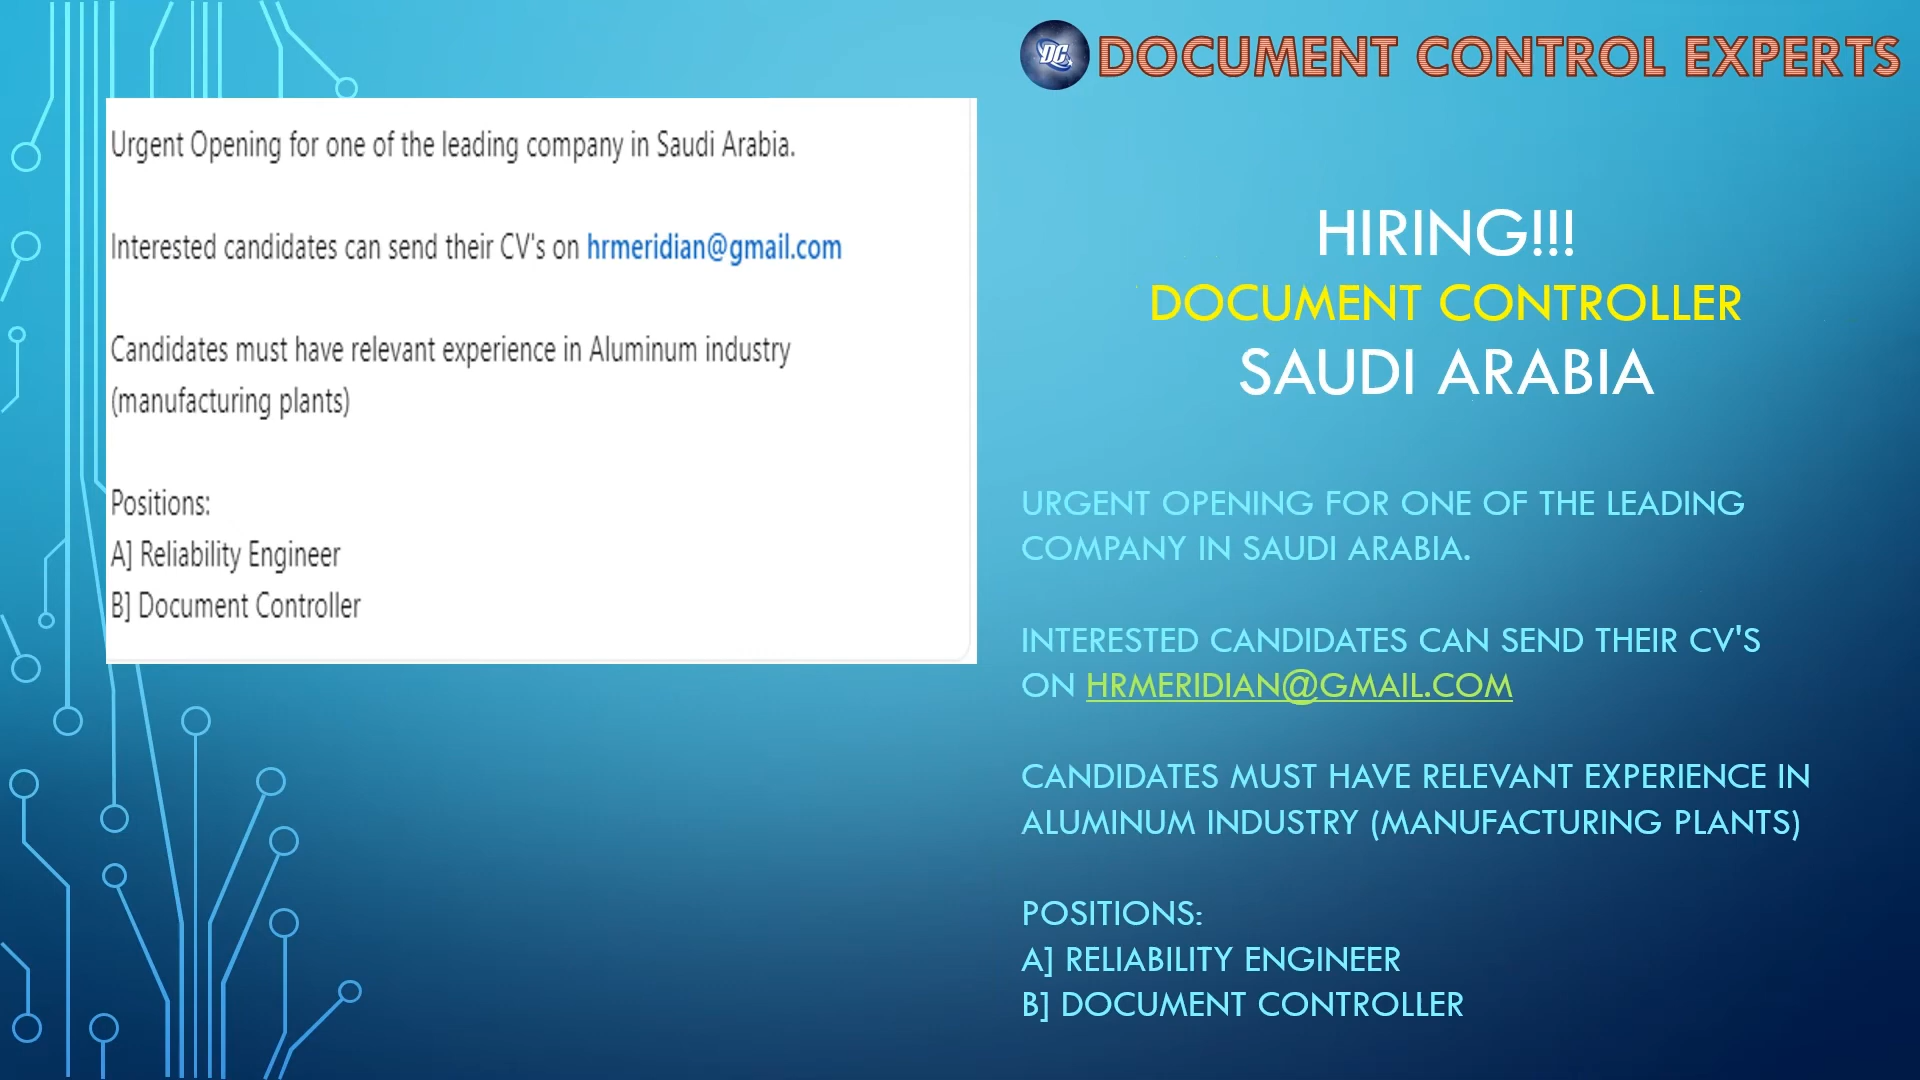 DC
DOCUMENT CONTROL EXPERTS
Urgent Opening for one of the leading company in Saudi Arabia.
Interested candidates can send their CV's on hrmeridian@gmail.com
Candidates must have relevant experience in Aluminum industry
(manufacturing plants)
Positions:
A] Reliability Engineer
B] Document Controller
HIRING!!!
DOCUMENT CONTROLLER
SAUDI ARABIA
URGENT OPENING FOR ONE OF THE LEADING
COMPANY IN SAUDI ARABIA.
INTERESTED CANDIDATES CAN SEND THEIR CV'S
ON HRMERIDIAN@GMAIL.COM
CANDIDATES MUST HAVE RELEVANT EXPERIENCE IN
ALUMINUM INDUSTRY (MANUFACTURING PLANTS)
POSITIONS:
A] RELIABILITY ENGINEER
B] DOCUMENT CONTROLLER